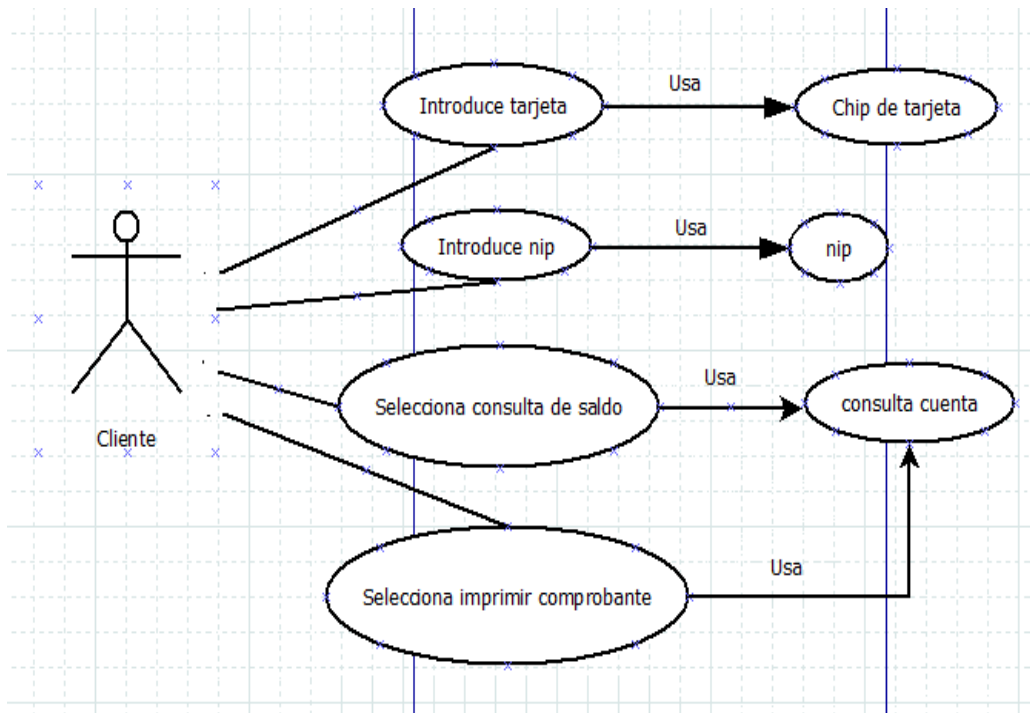 Introduce tarjeta
Usa
Chip de tarjeta
Introduce nip
Usa
nip
Selecciona consulta de saldo
Usa
consulta cuenta
Cliente
Selecciona imprimir comprobante
Usa